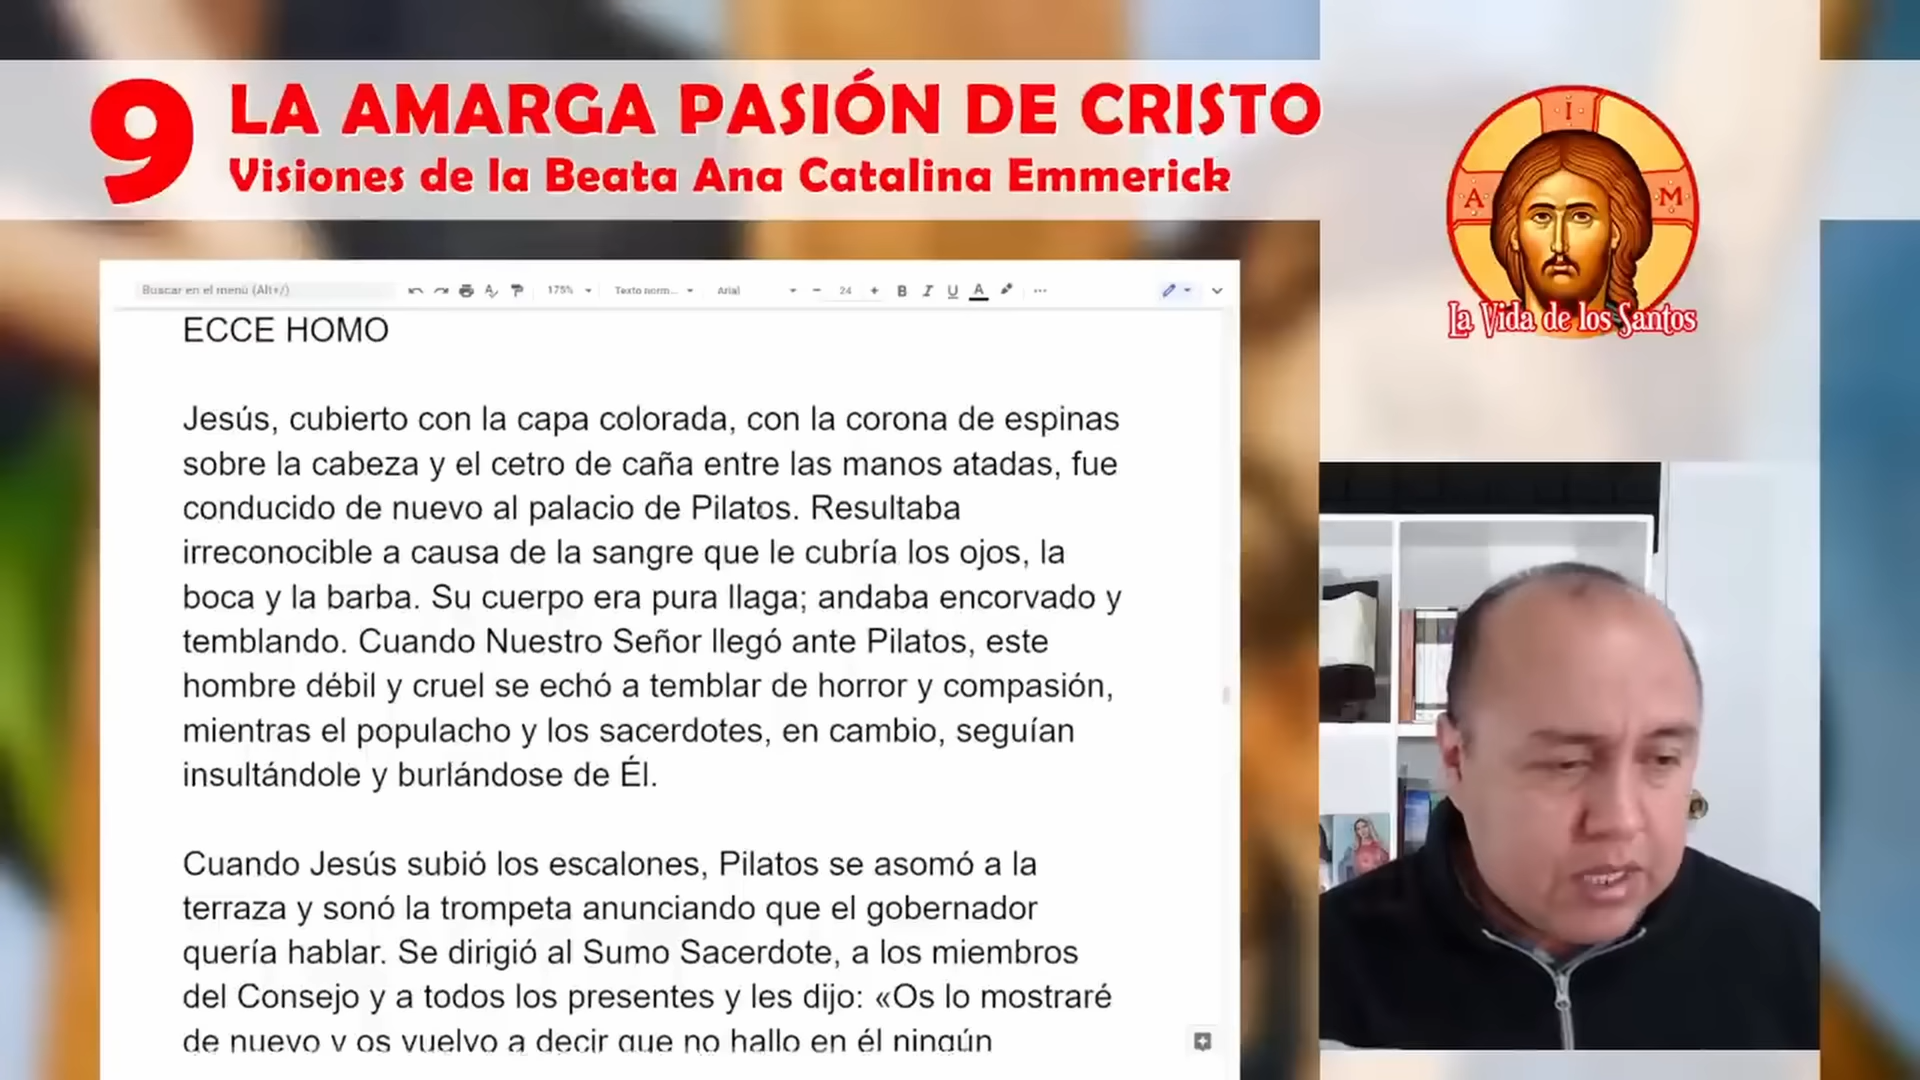 9
LA AMARGA PASIÓN DE CRISTO
Visiones de la Beata Ana Catalina Emmerick
I
A M
La Vida de los Santos
Buscar en el menú (Alt+/)
175% Texto norm... Arial − 24 + B I U A ...
ECCE HOMO
Jesús, cubierto con la capa colorada, con la corona de espinas
sobre la cabeza y el cetro de caña entre las manos atadas, fue
conducido de nuevo al palacio de Pilatos. Resultaba
irreconocible a causa de la sangre que le cubría los ojos, la
boca y la barba. Su cuerpo era pura llaga; andaba encorvado y
temblando. Cuando Nuestro Señor llegó ante Pilatos, este
hombre débil y cruel se echó a temblar de horror y compasión,
mientras el populacho y los sacerdotes, en cambio, seguían
insultándole y burlándose de Él.
Cuando Jesús subió los escalones, Pilatos se asomó a la
terraza y sonó la trompeta anunciando que el gobernador
quería hablar. Se dirigió al Sumo Sacerdote, a los miembros
del Consejo y a todos los presentes y les dijo: «Os lo mostraré
de nuevo y os vuelvo a decir que no hallo en él ningún